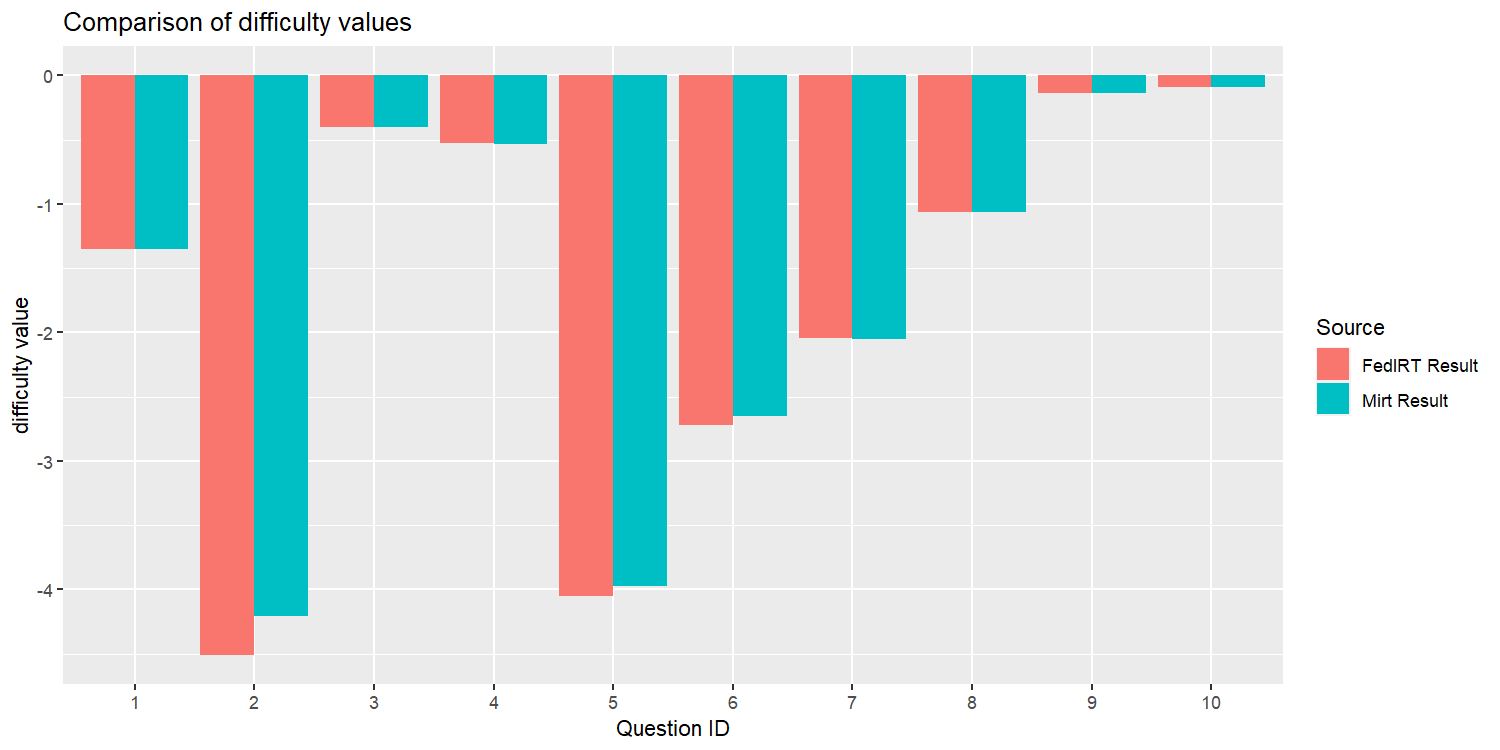 Comparison of difficulty values
0
-1
-2
-3
-4
difficulty value
1 2 3 4 5 6 7 8 9 10
Question ID
Source
FedIRT Result
Mirt Result